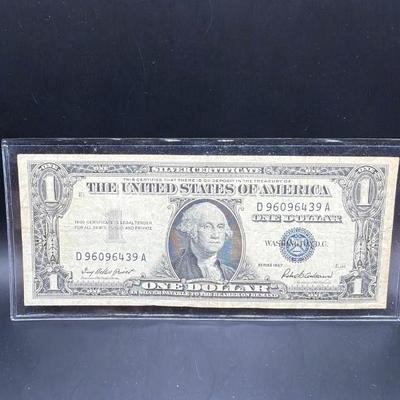 SILVER CERTIFICATE
THIS CERTIFIES THAT THERE IS ON DEPOSIT IN THE TREASURY OF
THE UNITED STATES OF AMERICA
1
1
D 96096439 A
ONE DOLLAR
THIS CERTIFICATE IS LEGAL TENDER
FOR ALL DEBTS, PUBLIC AND PRIVATE
WASHINGTON, D.C.
D 96096439 A
SERIES 1957
1
1
ONE DOLLAR
IN SILVER PAYABLE TO THE BEARER ON DEMAND